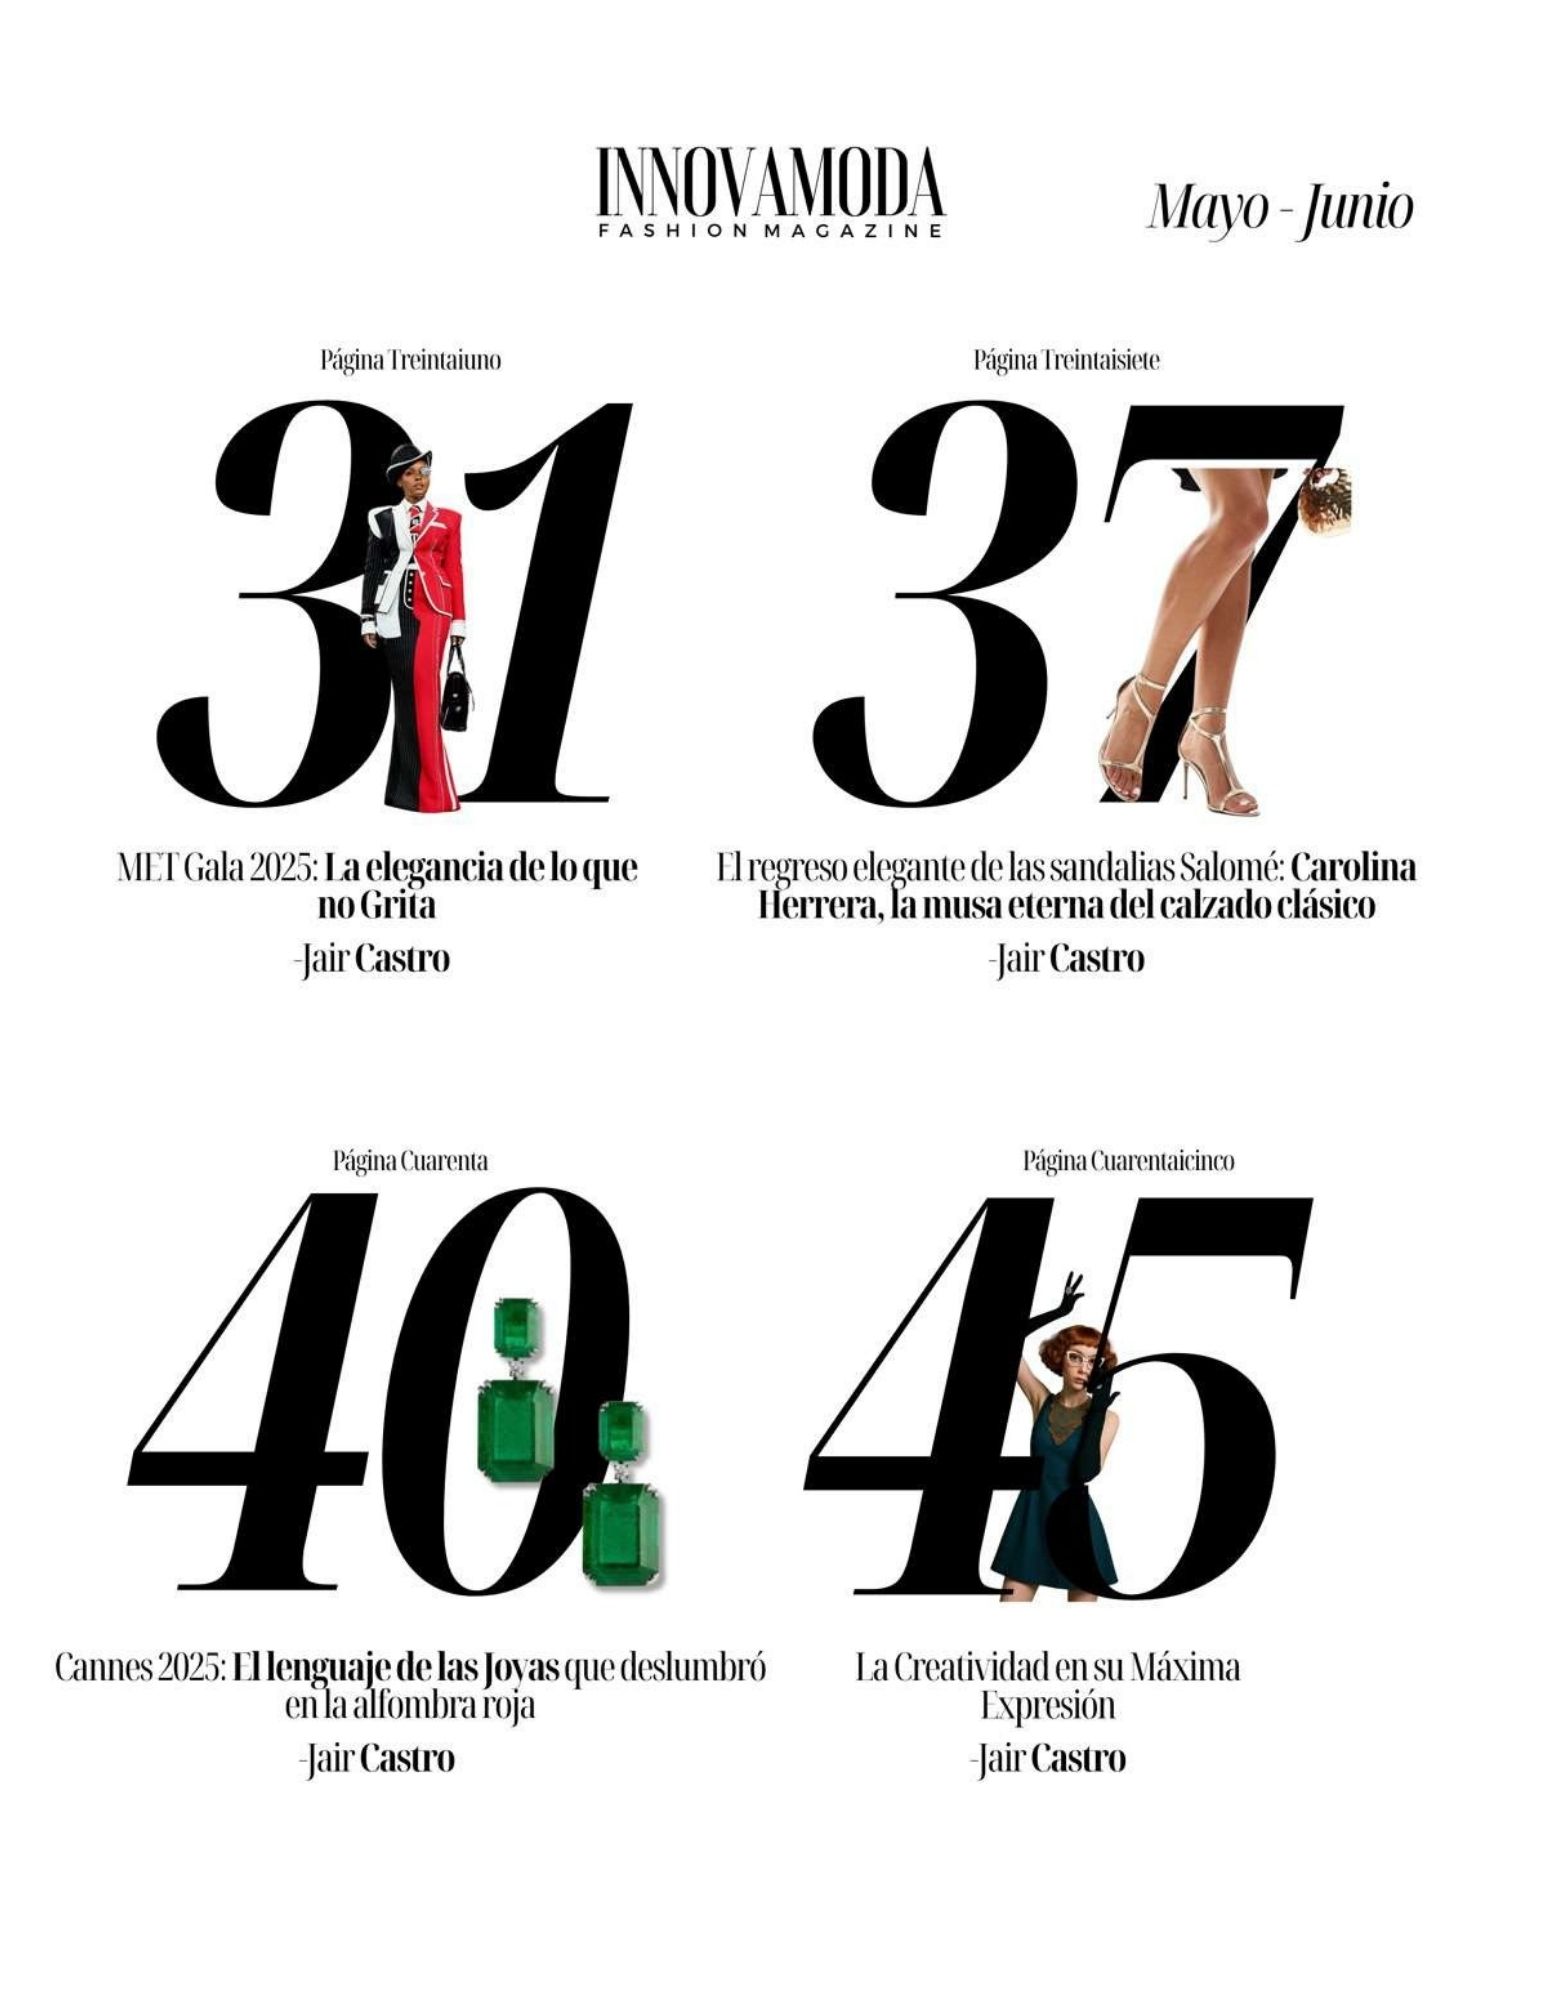 INNOVAMODA
FASHION MAGAZINE
Mayo - Junio
Página Treintaiuno
31
MET Gala 2025: La elegancia de lo que
no Grita
-Jair Castro
Página Treintaisiete
37
El regreso elegante de las sandalias Salomé: Carolina
Herrera, la musa eterna del calzado clásico
-Jair Castro
Página Cuarenta
40
Cannes 2025: El lenguaje de las Joyas que deslumbró
en la alfombra roja
-Jair Castro
Página Cuarentaicinco
45
La Creatividad en su Máxima
Expresión
-Jair Castro